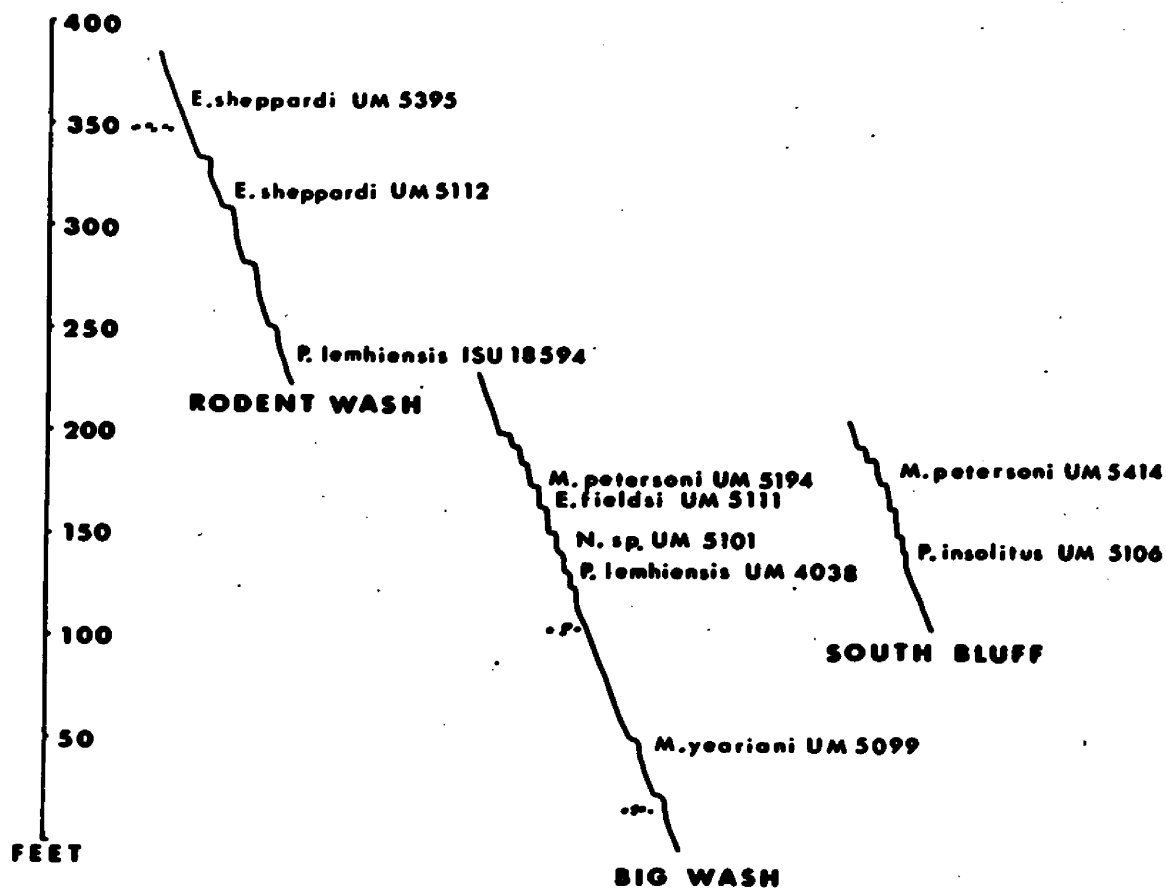 400
E.sheppardi UM 5395
350
E.sheppardi UM 5112
300
250
P. lemhiensis ISU 18594
RODENT WASH
200
M. petersoni UM 5194
E. fieldsi UM 5111
M. petersoni UM 5414
150
N. sp. UM 5101
P. lemhiensis UM 4038
P. insolitus UM 5106
100
SOUTH BLUFF
50
M. yeariani UM 5099
FEET
BIG WASH